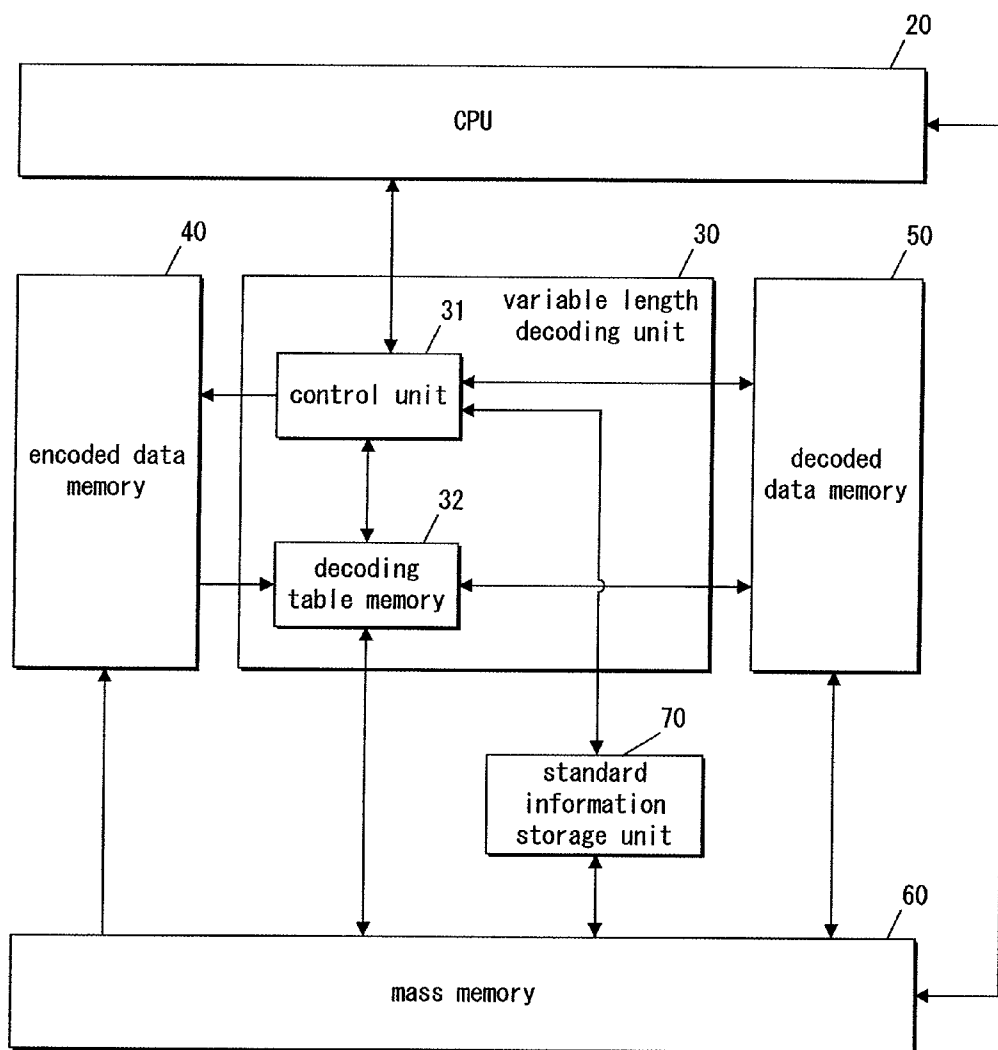 20
CPU
40
30
50
variable length
decoding unit
31
control unit
encoded data
memory
decoded
data memory
32
decoding
table memory
70
standard
information
storage unit
60
mass memory